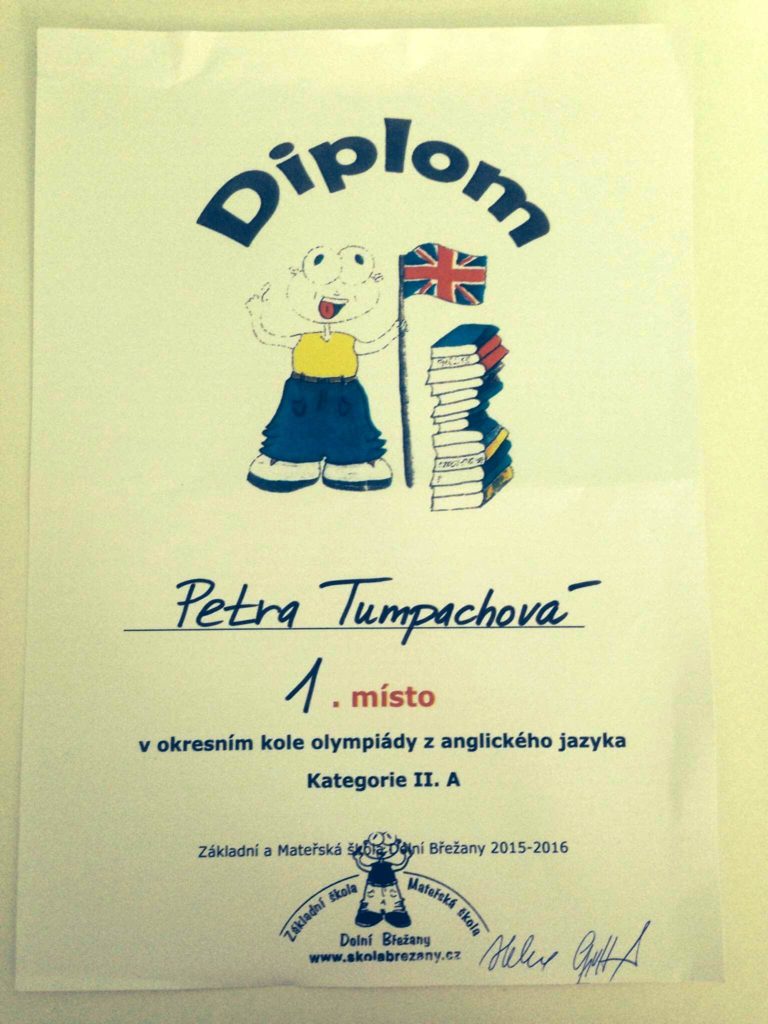 Diplom
Petra Tumpachová
1. místo
v okresním kole olympiády z anglického jazyka
Kategorie II. A
Základní a Mateřská škola Dolní Břežany 2015-2016
Základní škola Mateřská škola
Dolní Břežany
www.skolabrezany.cz